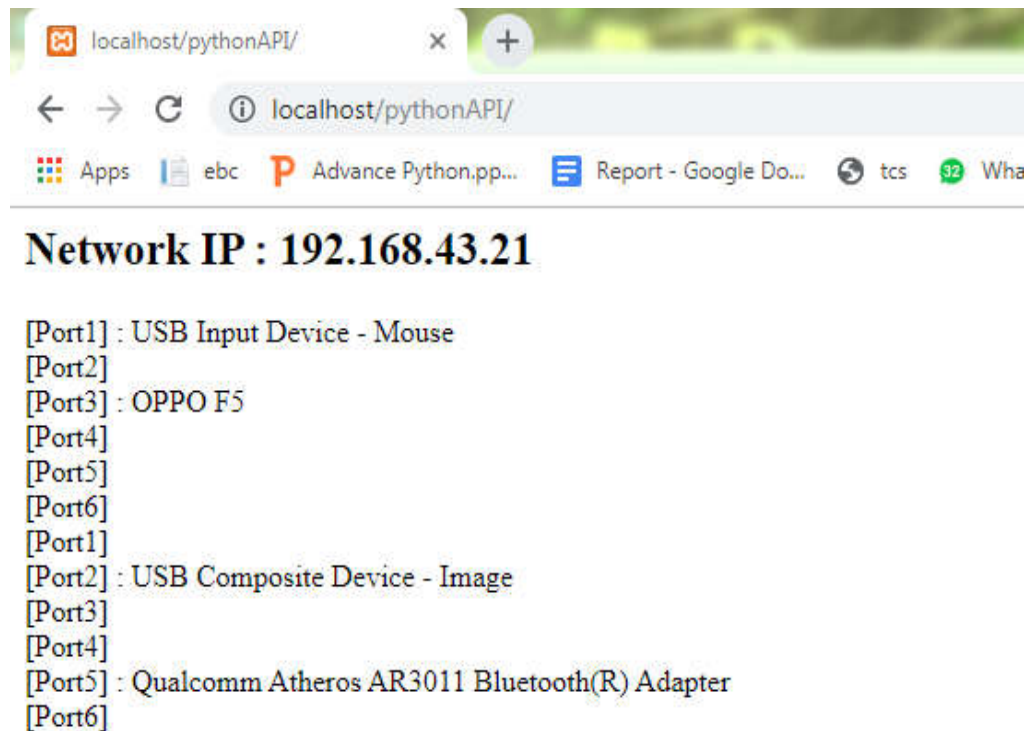 localhost/pythonAPI/
localhost/pythonAPI/
Apps ebc Advance Python.pp... Report - Google Do... tcs 32 Wha
Network IP : 192.168.43.21
[Port1] : USB Input Device - Mouse
[Port2]
[Port3] : OPPO F5
[Port4]
[Port5]
[Port6]
[Port1]
[Port2] : USB Composite Device - Image
[Port3]
[Port4]
[Port5] : Qualcomm Atheros AR3011 Bluetooth(R) Adapter
[Port6]